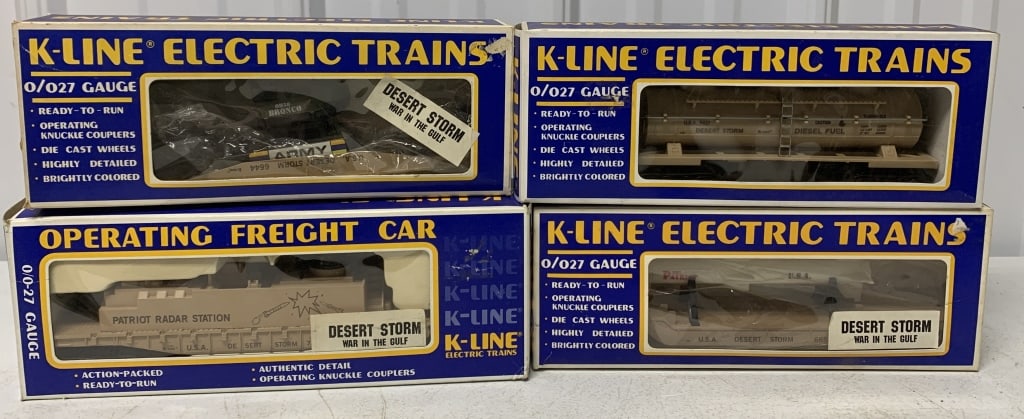 K-LINE® ELECTRIC TRAINS
O/027 GAUGE
• READY-TO-RUN
• OPERATING
KNUCKLE COUPLERS
• DIE CAST WHEELS
• HIGHLY DETAILED
• BRIGHTLY COLORED
BRONCO
ARMY
DESERT STORM 6644
DESERT STORM
WAR IN THE GULF
K-LINE® ELECTRIC TRAINS
O/027 GAUGE
• READY-TO-RUN
• OPERATING
KNUCKLE COUPLERS
• DIE CAST WHEELS
• HIGHLY DETAILED
• BRIGHTLY COLORED
DESERT STORM
DIESEL FUEL
OPERATING FREIGHT CAR
O/O-27 GAUGE
PATRIOT RADAR STATION
U.S.A. DESERT STORM
DESERT STORM
WAR IN THE GULF
K-LINE
K-LINE
K-LINE
K-LINE
K-LINE®
ELECTRIC TRAINS
• ACTION-PACKED
• READY-TO-RUN
• AUTHENTIC DETAIL
• OPERATING KNUCKLE COUPLERS
K-LINE® ELECTRIC TRAINS
O/027 GAUGE
• READY-TO-RUN
• OPERATING
KNUCKLE COUPLERS
• DIE CAST WHEELS
• HIGHLY DETAILED
• BRIGHTLY COLORED
U.S.A. DESERT STORM
DESERT STORM
WAR IN THE GULF